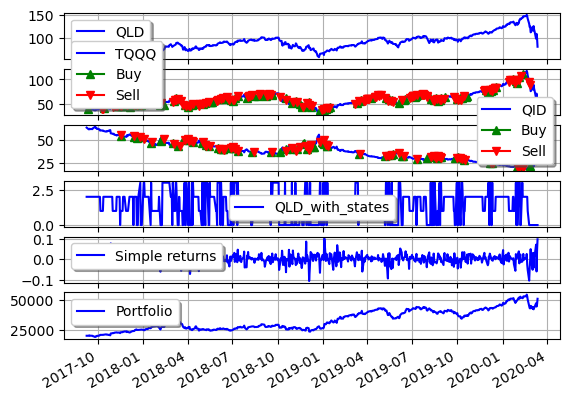 150
100
QLD
TQQQ
Buy
Sell
100
50
QID
Buy
Sell
50
25
2.5
0.0
QLD_with_states
0.1
0.0
-0.1
Simple returns
50000
25000
Portfolio
2017-10
2018-01
2018-04
2018-07
2018-10
2019-01
2019-04
2019-07
2019-10
2020-01
2020-04